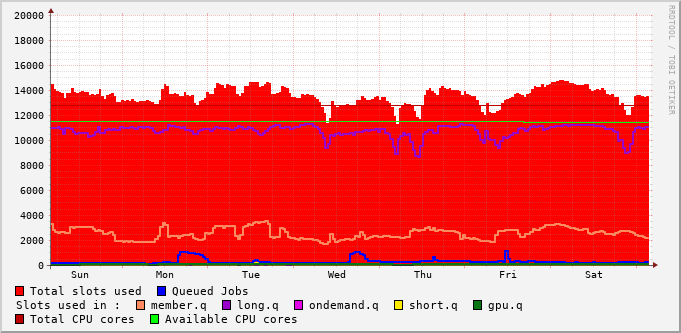 20000
18000
16000
14000
12000
10000
8000
6000
4000
2000
0
Sun Mon Tue Wed Thu Fri Sat
RRDTOOL / TOBI OETIKER
Total slots used Queued Jobs
Slots used in : member.q long.q ondemand.q short.q gpu.q
Total CPU cores Available CPU cores